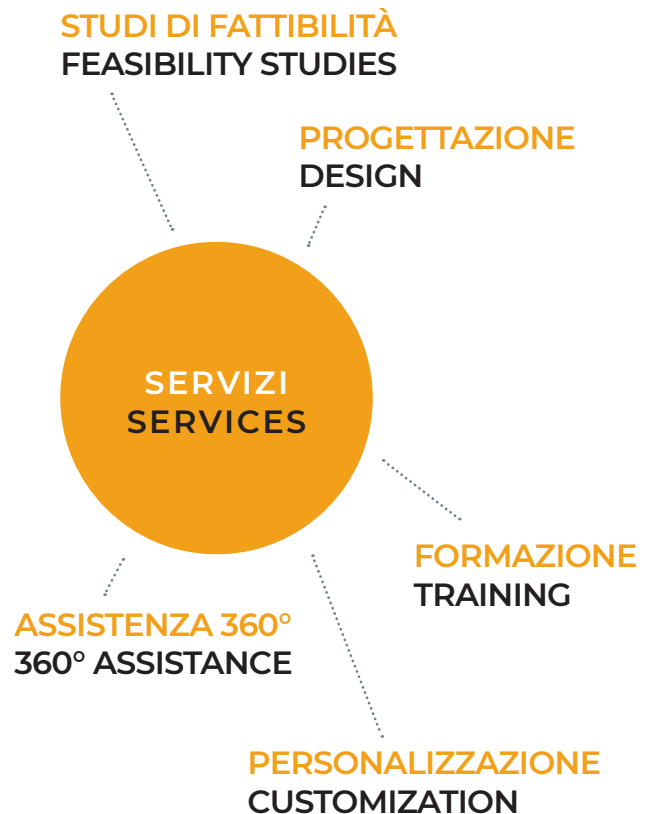 STUDI DI FATTIBILITÀ
FEASIBILITY STUDIES
PROGETTAZIONE
DESIGN
SERVIZI
SERVICES
FORMAZIONE
TRAINING
ASSISTENZA 360°
360° ASSISTANCE
PERSONALIZZAZIONE
CUSTOMIZATION